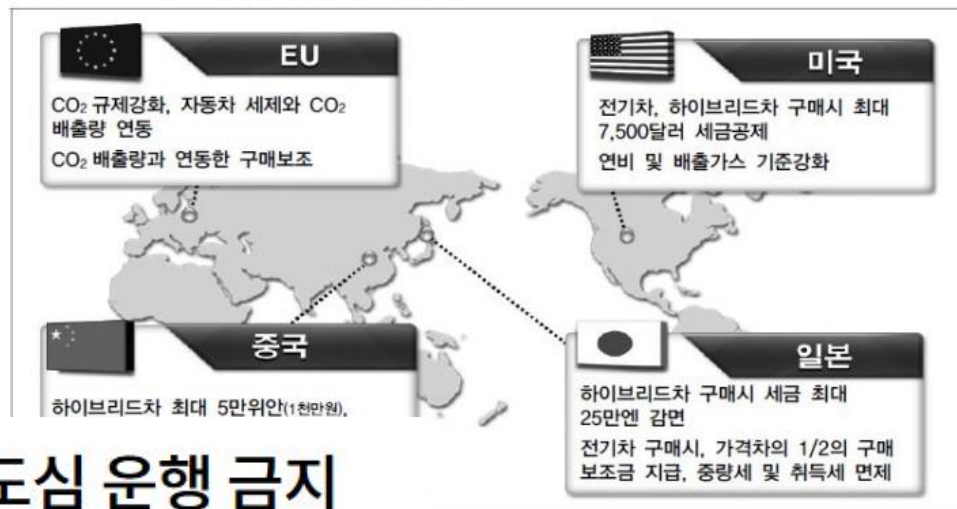 EU
CO₂ 규제강화, 자동차 세제와 CO₂
배출량 연동
CO₂ 배출량과 연동한 구매보조
미국
전기차, 하이브리드차 구매시 최대
7,500달러 세금공제
연비 및 배출가스 기준강화
중국
하이브리드차 최대 5만위안(1천만원),
일본
하이브리드차 구매시 세금 최대
25만엔 감면
전기차 구매시, 가격차의 1/2의 구매
보조금 지급, 중량세 및 취득세 면제
도심 운행 금지